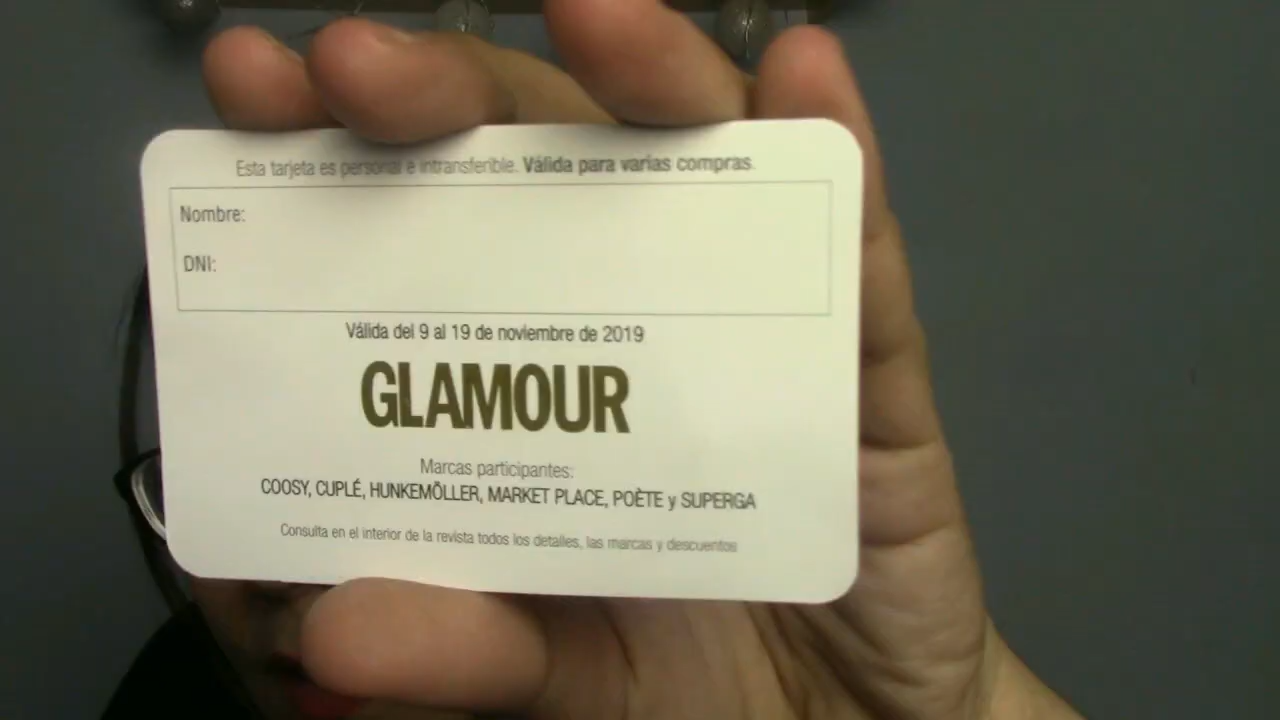 Esta tarjeta es personal e intransferible. Válida para varias compras.
Nombre:
DNI:
Válida del 9 al 19 de noviembre de 2019
GLAMOUR
Marcas participantes:
COOSY, CUPLÉ, HUNKEMÖLLER, MARKET PLACE, POÈTE y SUPERGA
Consulta en el interior de la revista todos los detalles, las marcas y descuentos